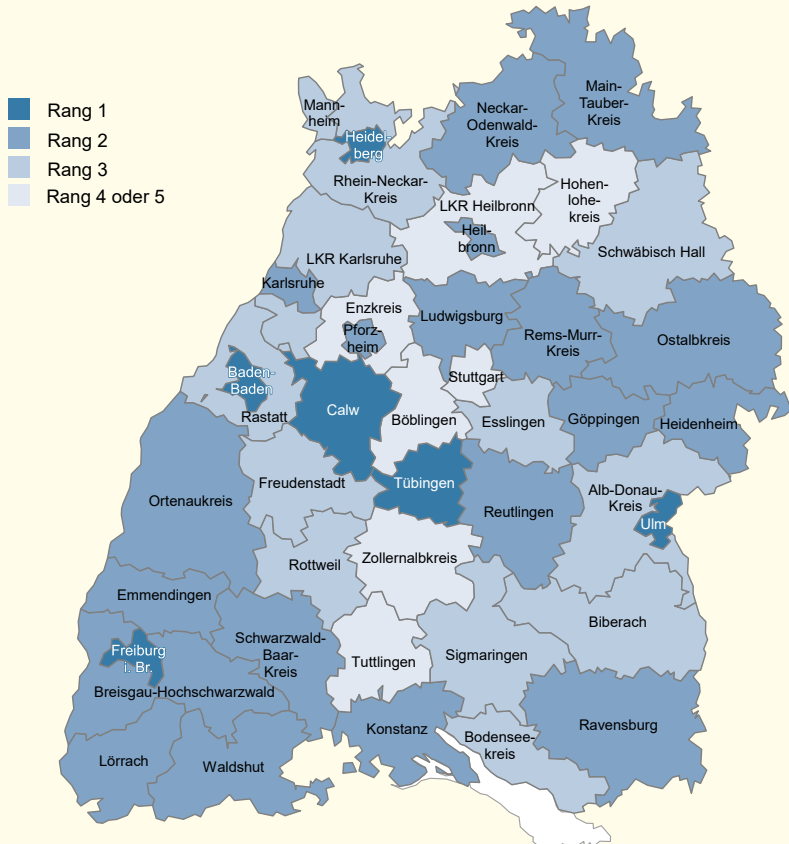 Rang 1
Rang 2
Rang 3
Rang 4 oder 5
Main-
Tauber-
Kreis
Neckar-
Odenwald-
Kreis
Mann-
heim
Heidel-
berg
Rhein-Neckar-
Kreis
Hohen-
lohe-
kreis
LKR Heilbronn
Heil-
bronn
Schwäbisch Hall
LKR Karlsruhe
Karlsruhe
Enzkreis
Pforz-
heim
Ludwigsburg
Rems-Murr-
Kreis
Ostalbkreis
Baden-
Baden
Stuttgart
Rastatt
Calw
Böblingen
Esslingen
Göppingen
Heidenheim
Ortenaukreis
Freudenstadt
Tübingen
Reutlingen
Alb-Donau-
Kreis
Ulm
Rottweil
Zollernalbkreis
Emmendingen
Biberach
Freiburg
i. Br.
Schwarzwald-
Baar-
Kreis
Tuttlingen
Sigmaringen
Breisgau-Hochschwarzwald
Konstanz
Bodensee-
kreis
Ravensburg
Lörrach
Waldshut